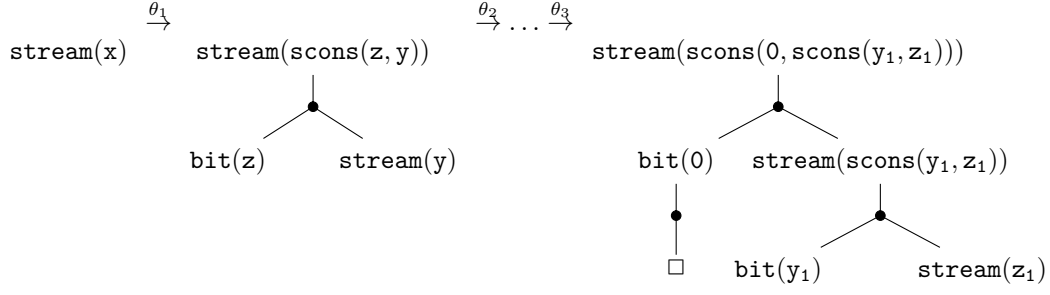 θ₁ → θ₂ → … θ₃ →
stream(x) stream(scons(z, y)) stream(scons(0, scons(y₁, z₁)))
bit(z) stream(y) bit(0) stream(scons(y₁, z₁))
□ bit(y₁) stream(z₁)